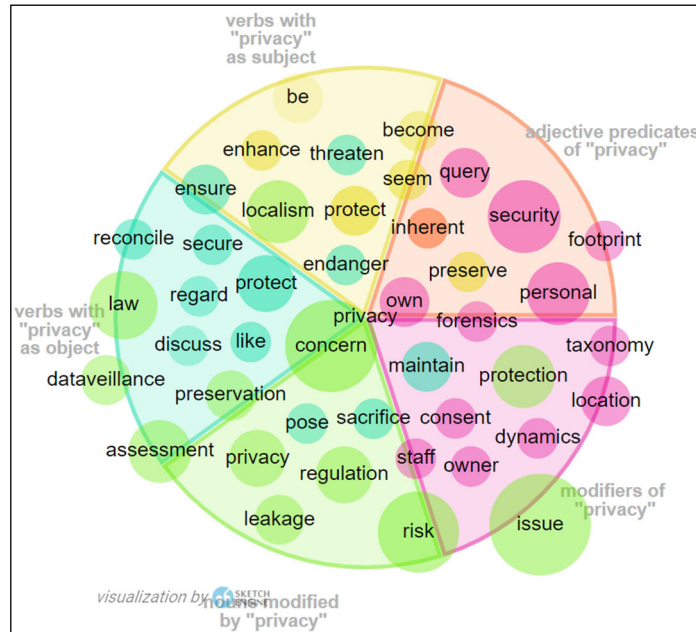 verbs with
"privacy"
as subject
be
become
adjective predicates
of "privacy"
enhance
threaten
query
seem
ensure
localism
protect
security
inherent
footprint
reconcile
secure
endanger
preserve
law
regard
protect
own
personal
privacy
forensics
verbs with
"privacy"
as object
discuss
like
concern
taxonomy
maintain
protection
dataveillance
preservation
location
pose
sacrifice
consent
dynamics
assessment
privacy
regulation
staff
owner
modifiers of
"privacy"
leakage
risk
issue
visualization by SKETCH
ENGINE
nouns modified
by "privacy"